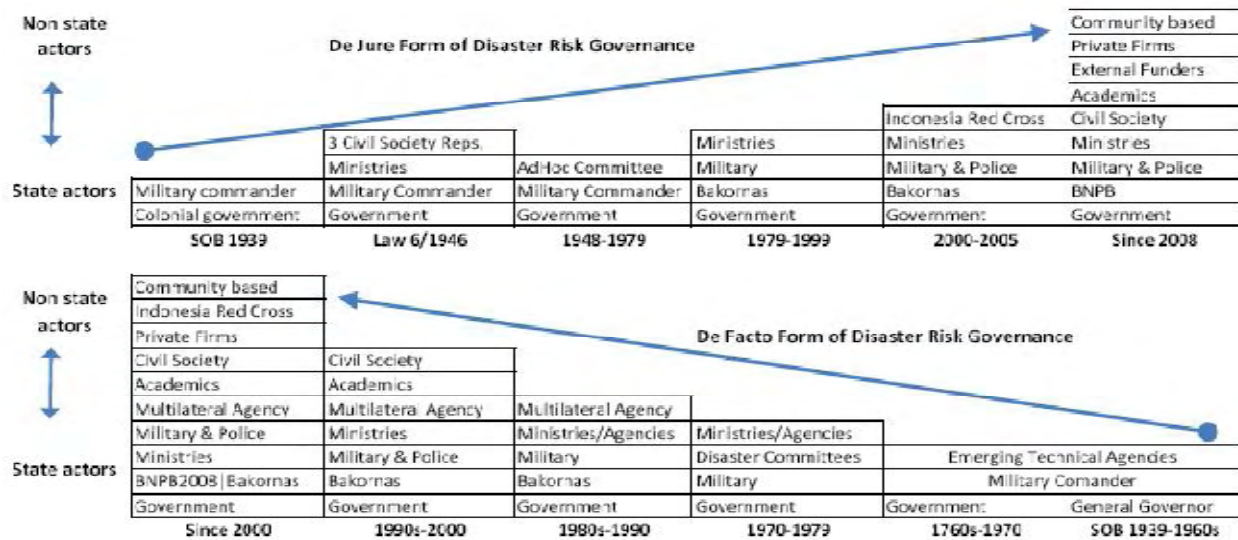 Non state
actors
De Jure Form of Disaster Risk Governance
Community based
Private Firms
External Funders
Academics
Indonesia Red Cross Civil Society
3 Civil Society Reps. Ministries Ministries Ministries
Ministries AdHoc Committee Military Military & Police Military & Police
State actors Military commander Military Commander Military Commander Bakornas Bakornas BNPB
Colonial government Government Government Government Government Government
SOB 1939 Law 6/1946 1948-1979 1979-1999 2000-2005 Since 2008
Non state
actors
Community based
Indonesia Red Cross
Private Firms De Facto Form of Disaster Risk Governance
Civil Society Civil Society
Academics Academics
Multilateral Agency Multilateral Agency Multilateral Agency
Military & Police Ministries Ministries/Agencies Ministries/Agencies
State actors Ministries Military & Police Military Disaster Committees Emerging Technical Agencies
BNPB2008|Bakornas Bakornas Bakornas Military Military Comander
Government Government Government Government Government General Governor
Since 2000 1990s-2000 1980s-1990 1970-1979 1760s-1970 SOB 1939-1960s